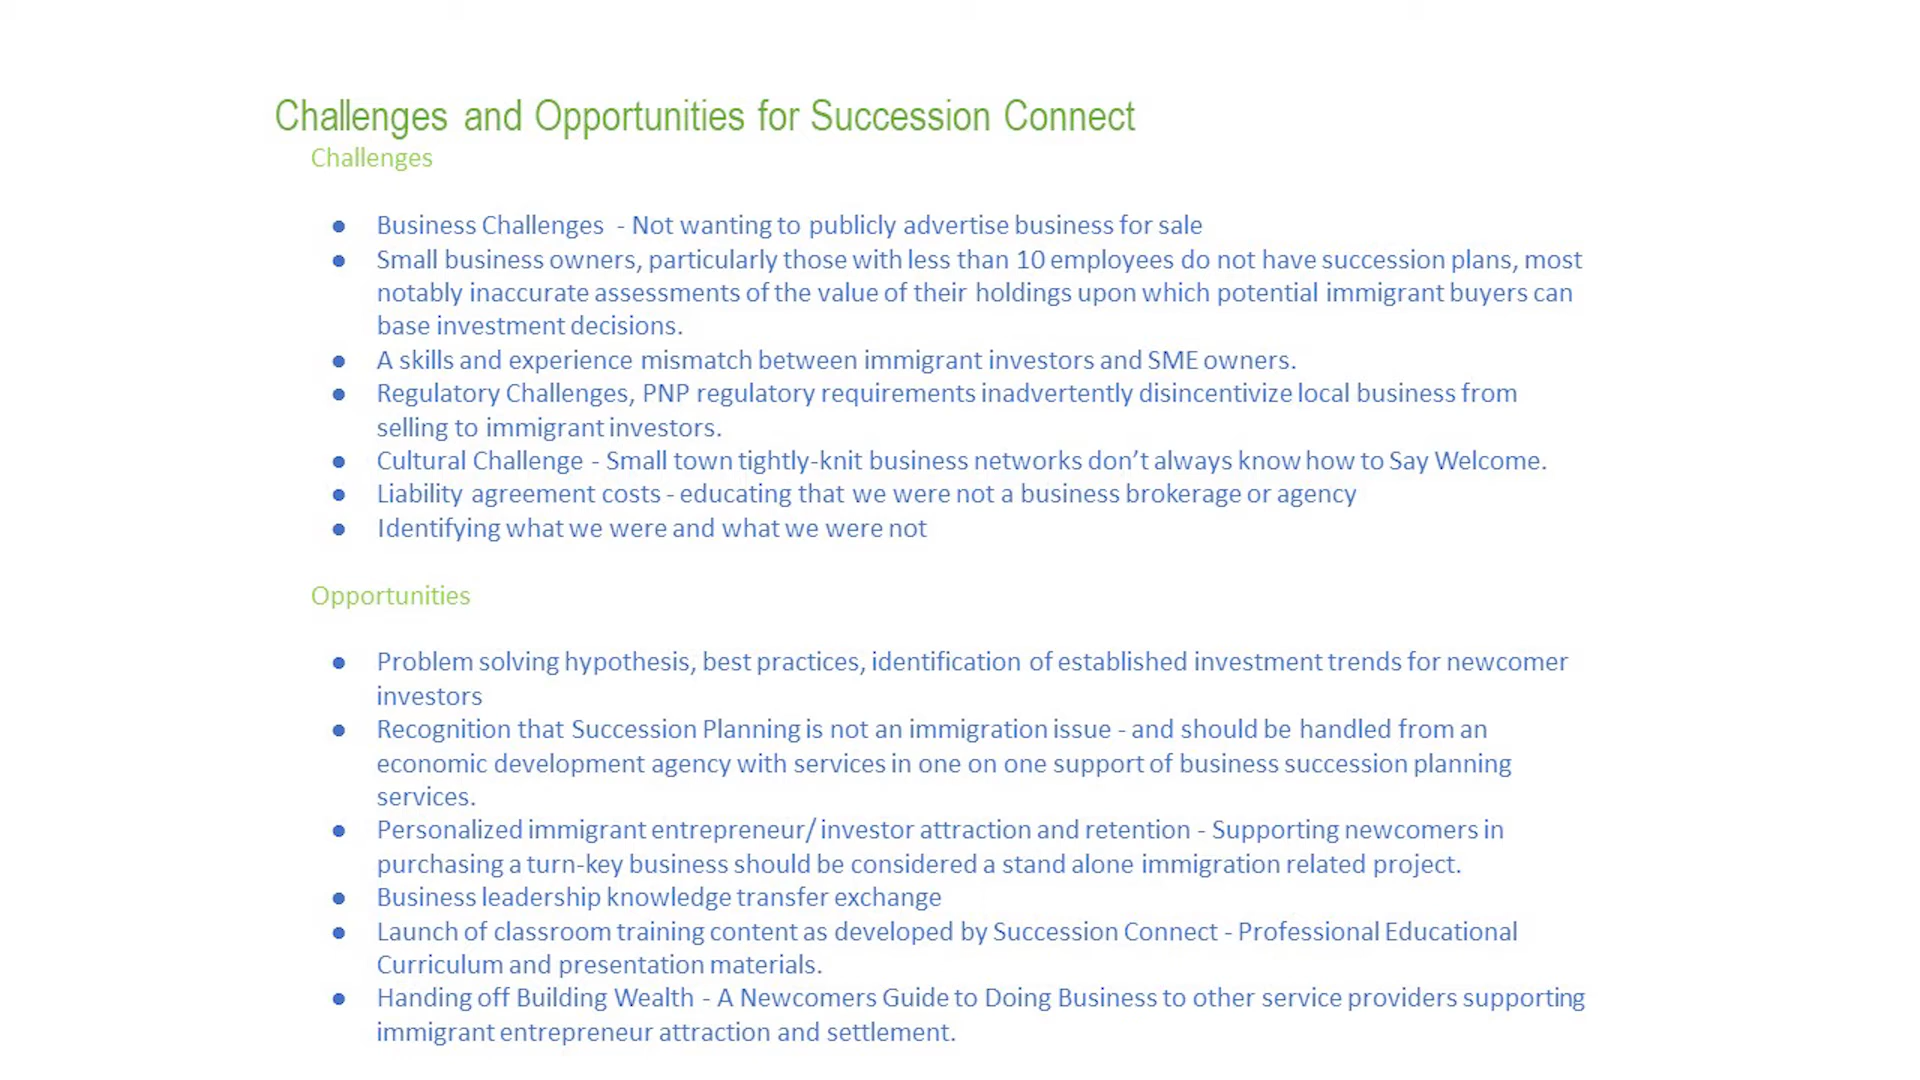 Challenges and Opportunities for Succession Connect
Challenges
● Business Challenges - Not wanting to publicly advertise business for sale
● Small business owners, particularly those with less than 10 employees do not have succession plans, most
notably inaccurate assessments of the value of their holdings upon which potential immigrant buyers can
base investment decisions.
● A skills and experience mismatch between immigrant investors and SME owners.
● Regulatory Challenges, PNP regulatory requirements inadvertently disincentivize local business from
selling to immigrant investors.
● Cultural Challenge - Small town tightly-knit business networks don’t always know how to Say Welcome.
● Liability agreement costs - educating that we were not a business brokerage or agency
● Identifying what we were and what we were not
Opportunities
● Problem solving hypothesis, best practices, identification of established investment trends for newcomer
investors
● Recognition that Succession Planning is not an immigration issue - and should be handled from an
economic development agency with services in one on one support of business succession planning
services.
● Personalized immigrant entrepreneur/ investor attraction and retention - Supporting newcomers in
purchasing a turn-key business should be considered a stand alone immigration related project.
● Business leadership knowledge transfer exchange
● Launch of classroom training content as developed by Succession Connect - Professional Educational
Curriculum and presentation materials.
● Handing off Building Wealth - A Newcomers Guide to Doing Business to other service providers supporting
immigrant entrepreneur attraction and settlement.